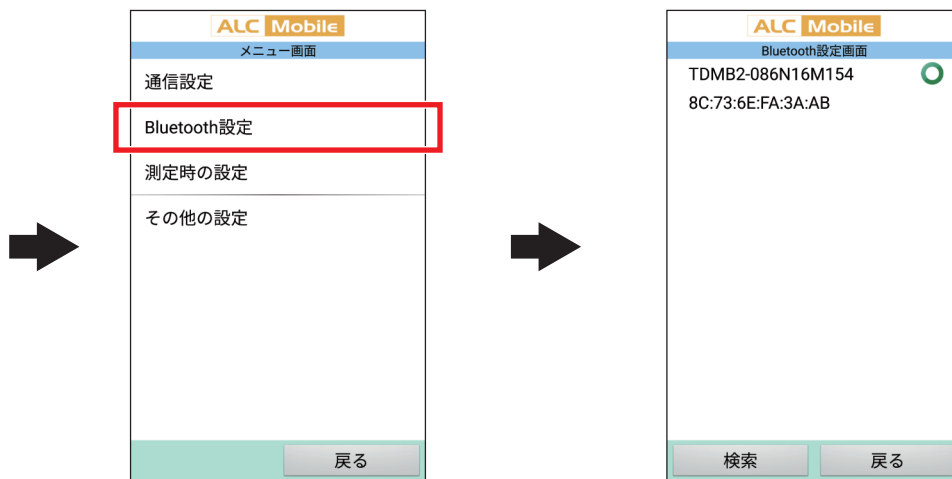 ALC Mobile
メニュー画面
通信設定
Bluetooth設定
測定時の設定
その他の設定
戻る
ALC Mobile
Bluetooth設定画面
TDMB2-086N16M154
8C:73:6E:FA:3A:AB
検索
戻る